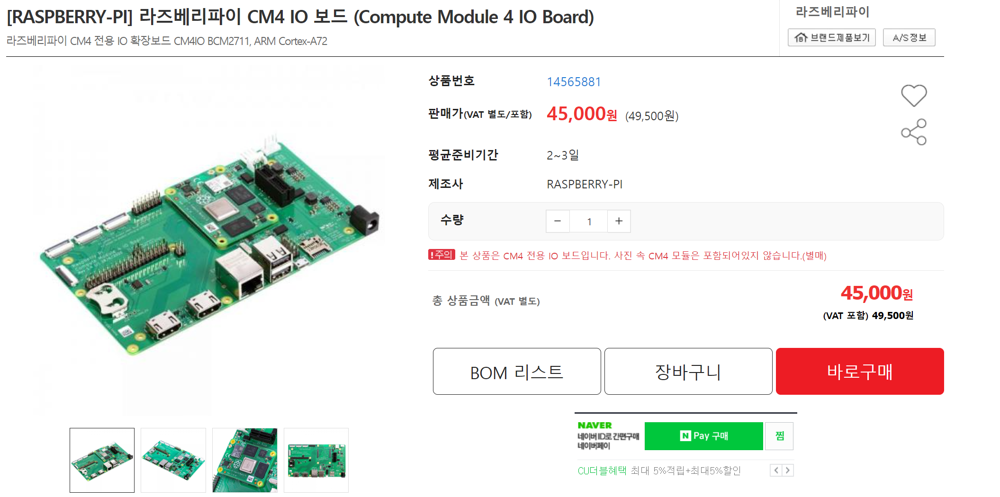 [RASPBERRY-PI] 라즈베리파이 CM4 IO 보드 (Compute Module 4 IO Board)
라즈베리파이 CM4 전용 IO 확장보드 CM4IO BCM2711, ARM Cortex-A72
라즈베리파이
브랜드제품보기 A/S정보
상품번호 14565881
판매가(VAT 별도/포함) 45,000원 (49,500원)
평균준비기간 2~3일
제조사 RASPBERRY-PI
수량 − 1 +
!주의 본 상품은 CM4 전용 IO 보드입니다. 사진 속 CM4 모듈은 포함되어있지 않습니다.(별매)
총 상품금액 (VAT 별도) 45,000원
(VAT 포함) 49,500원
BOM 리스트 장바구니 바로구매
NAVER
네이버ID로 간편구매
네이버페이
N Pay 구매 찜
CU더블혜택 최대 5%적립+최대5%할인